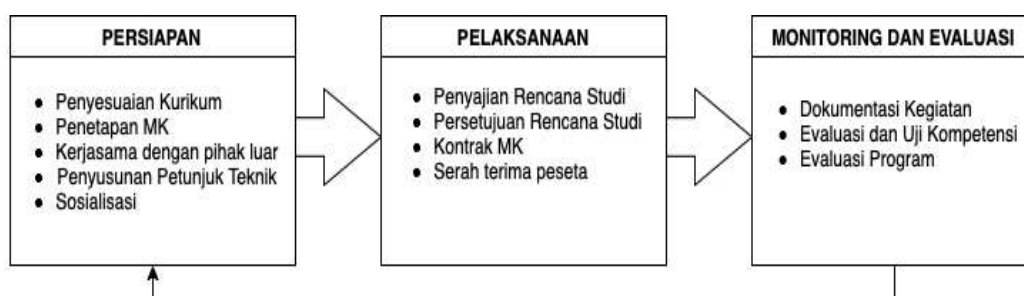 PERSIAPAN
• Penyesuaian Kurikum
• Penetapan MK
• Kerjasama dengan pihak luar
• Penyusunan Petunjuk Teknik
• Sosialisasi
PELAKSANAAN
• Penyajian Rencana Studi
• Persetujuan Rencana Studi
• Kontrak MK
• Serah terima peseta
MONITORING DAN EVALUASI
• Dokumentasi Kegiatan
• Evaluasi dan Uji Kompetensi
• Evaluasi Program